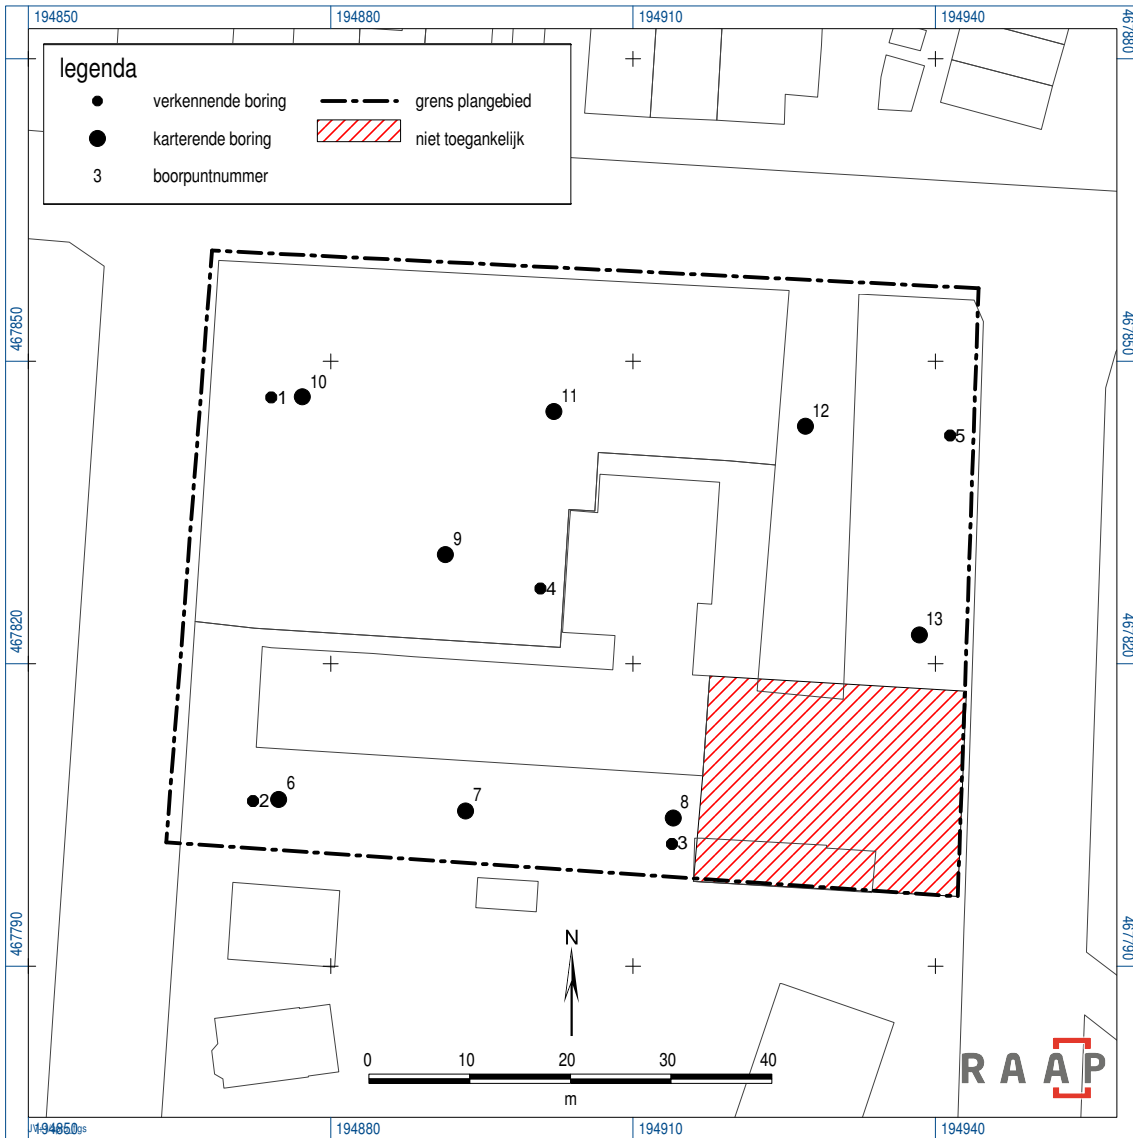 194850 194880 194910 194940
467880
legenda
verkennende boring
grens plangebied
karterende boring
niet toegankelijk
3 boorpuntnummer
467850 467850
1 10
11
12
5
9
4
13
467820 467820
2 6
7
8
3
467790 467790
N
0 10 20 30 40
m
RAAP
194850 194880 194910 194940